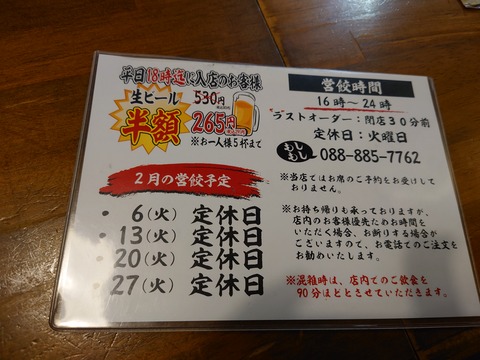 平日18時迄に入店のお客様
生ビール 530円
半額 265円
※お一人様5杯まで
2月の営餃予定
・ 6(火) 定休日
・ 13(火) 定休日
・ 20(火) 定休日
・ 27(火) 定休日
営餃時間
16時〜24時
ラストオーダー:閉店30分前
定休日:火曜日
もしもし 088-885-7762
※当店ではお席のご予約をお受けして
おりません。
※お持ち帰りも承っておりますが、
店内のお客様優先ためお時間を
いただく場合、お断りする場合が
ございますので、お電話でのご注文を
お勧めいたします。
※混雑時は、店内でのご飲食を
90分ほどとさせていただきます。